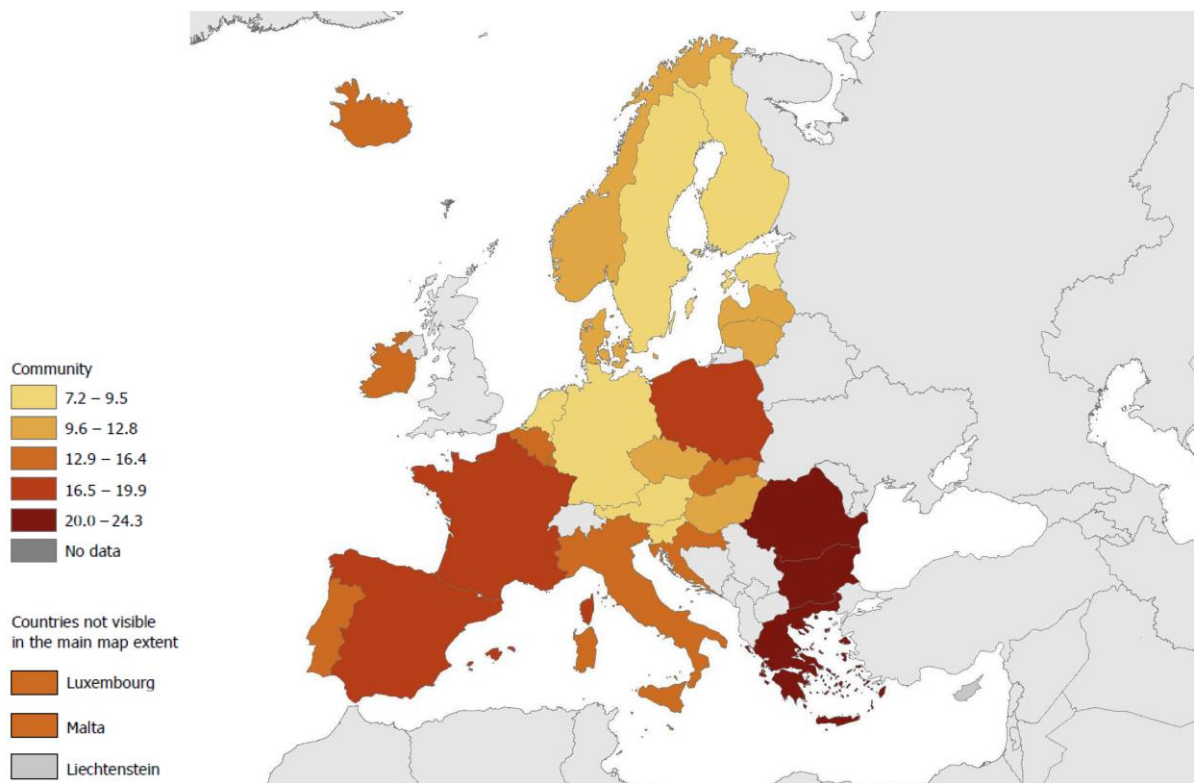 Community
7.2 – 9.5
9.6 – 12.8
12.9 – 16.4
16.5 – 19.9
20.0 – 24.3
No data
Countries not visible
in the main map extent
Luxembourg
Malta
Liechtenstein